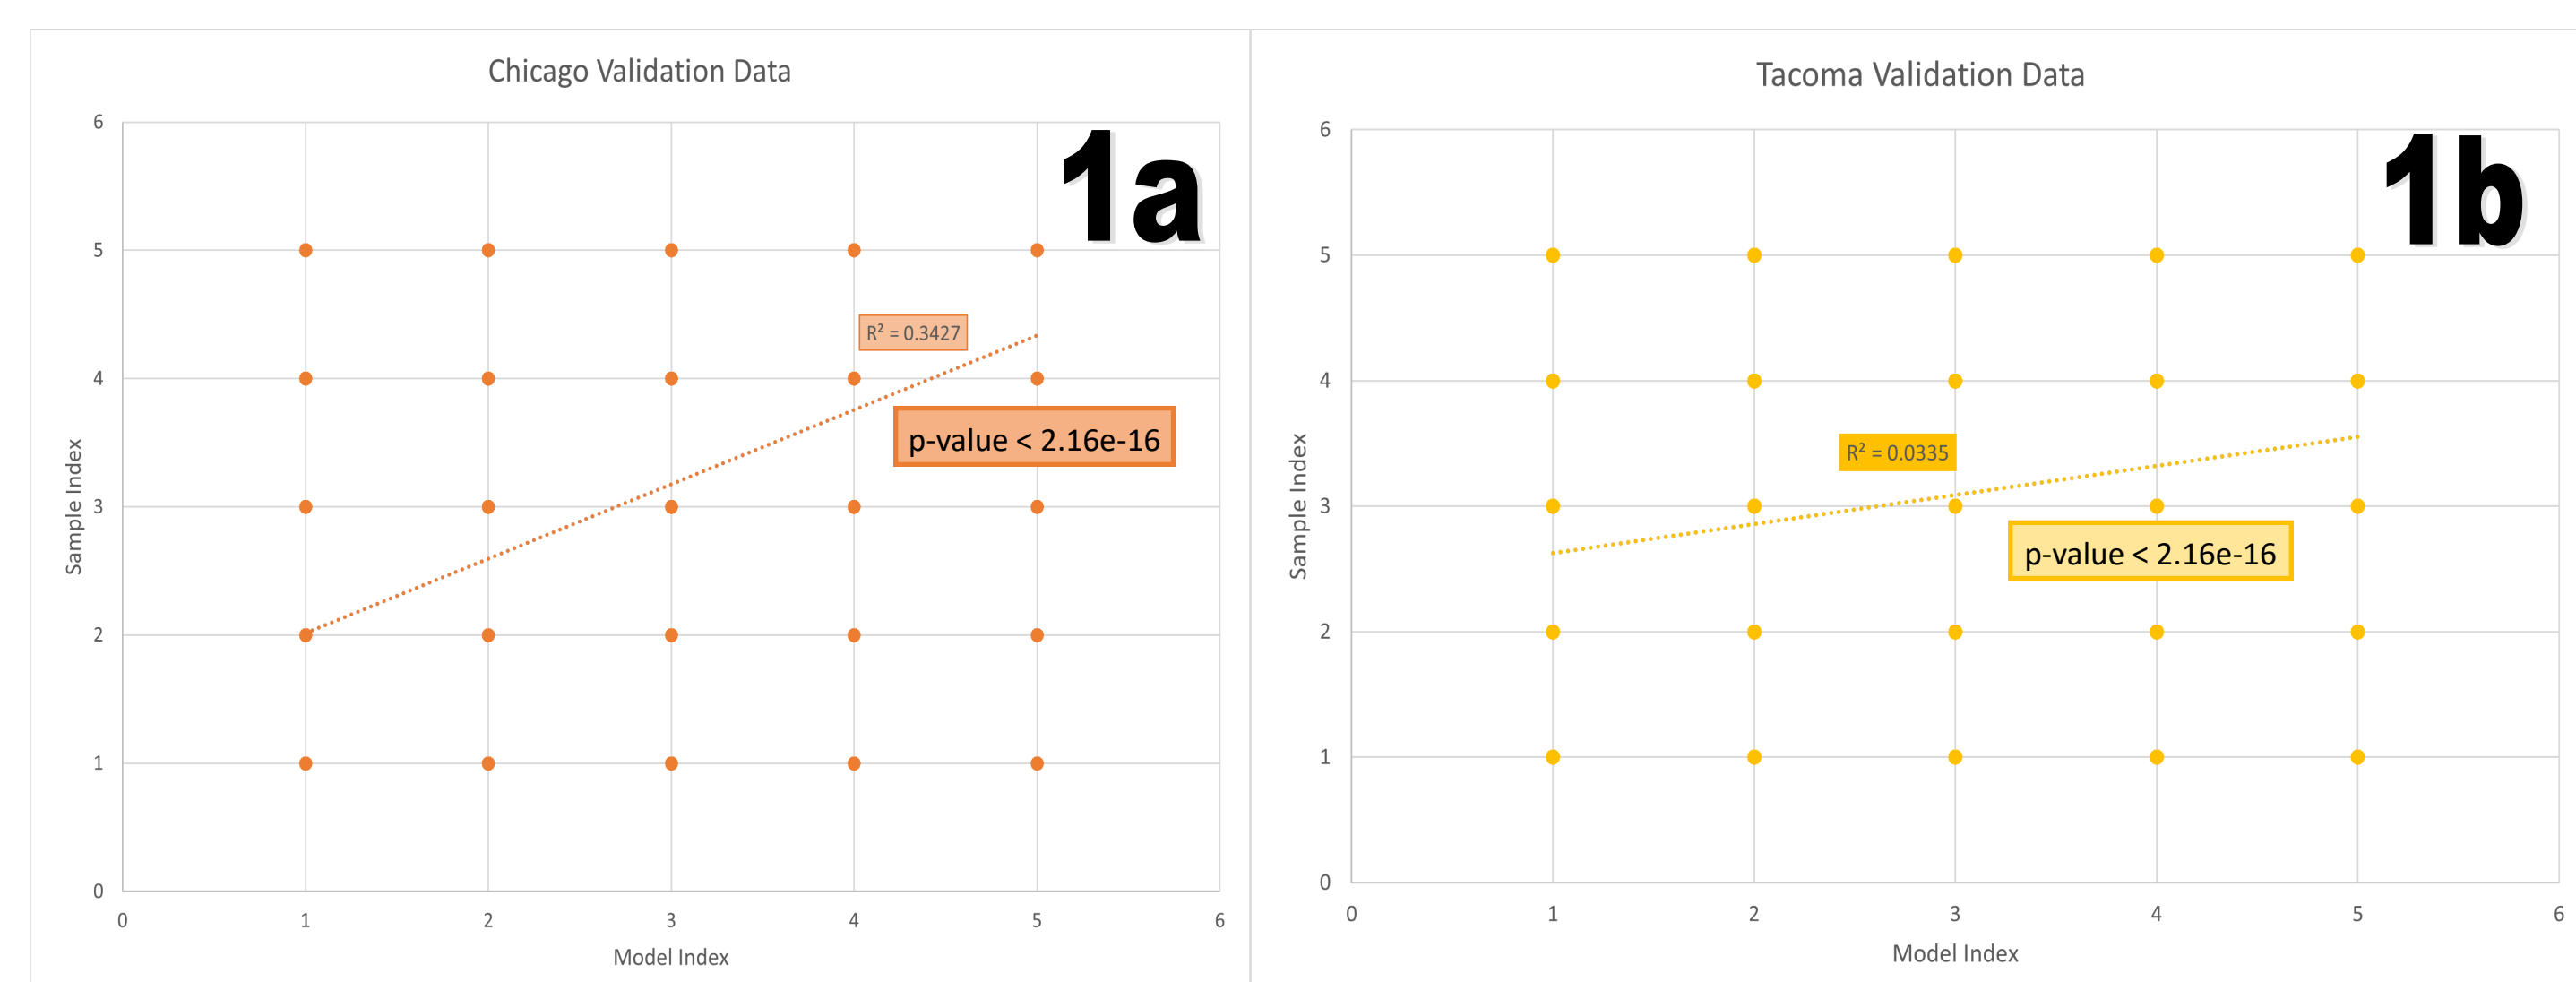 Chicago Validation Data
1a
6
5
4
3
2
1
0
Sample Index
R² = 0.3427
p-value < 2.16e-16
0 1 2 3 4 5 6
Model Index
Tacoma Validation Data
1b
6
5
4
3
2
1
0
Sample Index
R² = 0.0335
p-value < 2.16e-16
0 1 2 3 4 5 6
Model Index